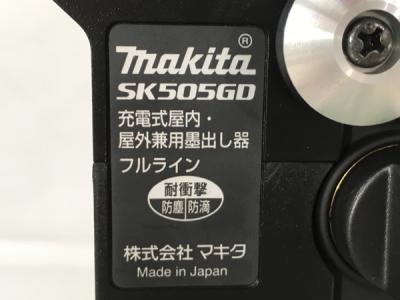 makita®
SK505GD
充電式屋内・
屋外兼用墨出し器
フルライン
耐衝撃
防塵 防滴
株式会社 マキタ
Made in Japan